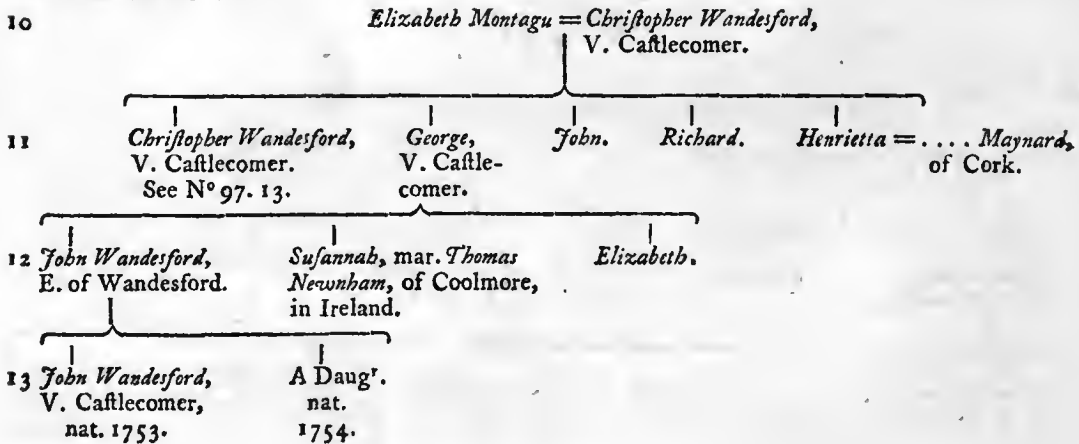 10 Elizabeth Montagu = Chriſtopher Wandesford,
V. Caſtlecomer.
11 Chriſtopher Wandesford, George, John. Richard. Henrietta = .... Maynard,
V. Caſtlecomer. V. Caſtle- of Cork.
See Nº 97. 13. comer.
12 John Wandesford, Suſannah, mar. Thomas Elizabeth.
E. of Wandesford. Newnham, of Coolmore,
in Ireland.
13 John Wandesford, A Daugʳ.
V. Caſtlecomer, nat.
nat. 1753. 1754.